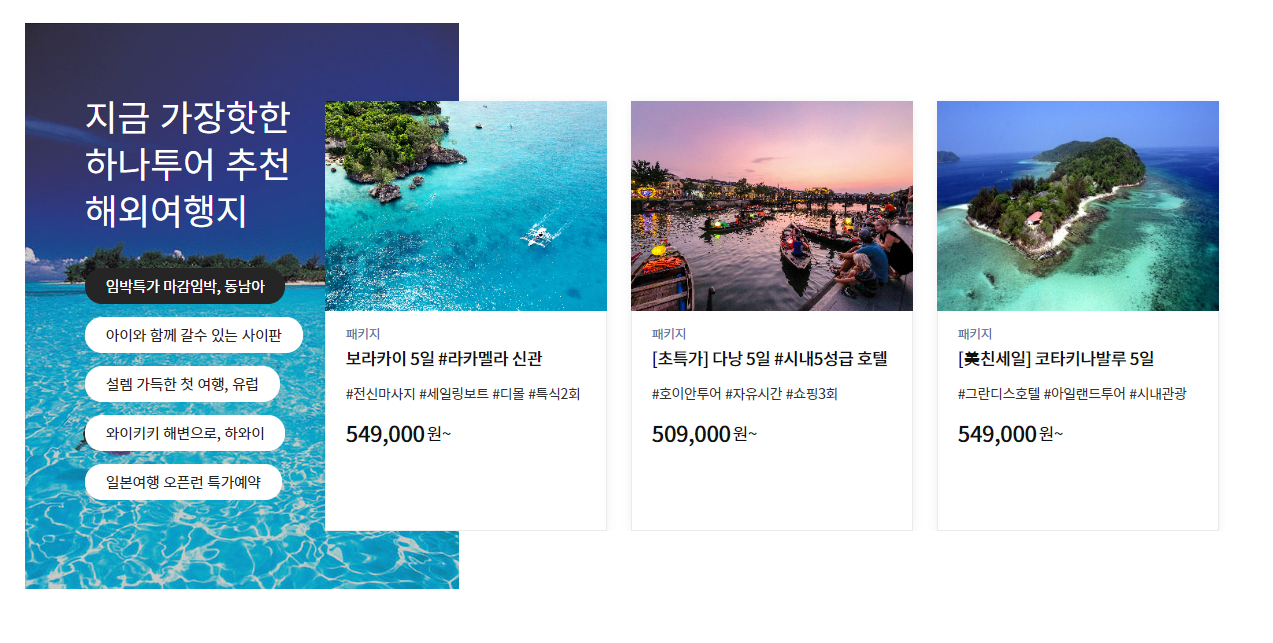 지금 가장핫한
하나투어 추천
해외여행지
임박특가 마감임박, 동남아
아이와 함께 갈수 있는 사이판
설렘 가득한 첫 여행, 유럽
와이키키 해변으로, 하와이
일본여행 오픈런 특가예약
패키지
보라카이 5일 #라카멜라 신관
#전신마사지 #세일링보트 #디몰 #특식2회
549,000원~
패키지
[초특가] 다낭 5일 #시내5성급 호텔
#호이안투어 #자유시간 #쇼핑3회
509,000원~
패키지
[美친세일] 코타키나발루 5일
#그란디스호텔 #아일랜드투어 #시내관광
549,000원~